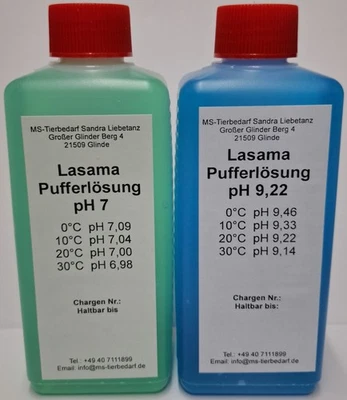 MS-Tierbedarf Sandra Liebetanz
Großer Glinder Berg 4
21509 Glinde
Lasama
Pufferlösung
pH 7
0°C pH 7,09
10°C pH 7,04
20°C pH 7,00
30°C pH 6,98
Chargen Nr.:
Haltbar bis
Tel.: +49 40 7111899
Email: info@ms-tierbedarf.de
MS-Tierbedarf Sandra Liebetanz
Großer Glinder Berg 4
21509 Glinde
Lasama
Pufferlösung
pH 9,22
0°C pH 9,46
10°C pH 9,33
20°C pH 9,22
30°C pH 9,14
Chargen Nr.:
Haltbar bis:
Tel.: +49 40 7111899
Email: info@ms-tierbedarf.de